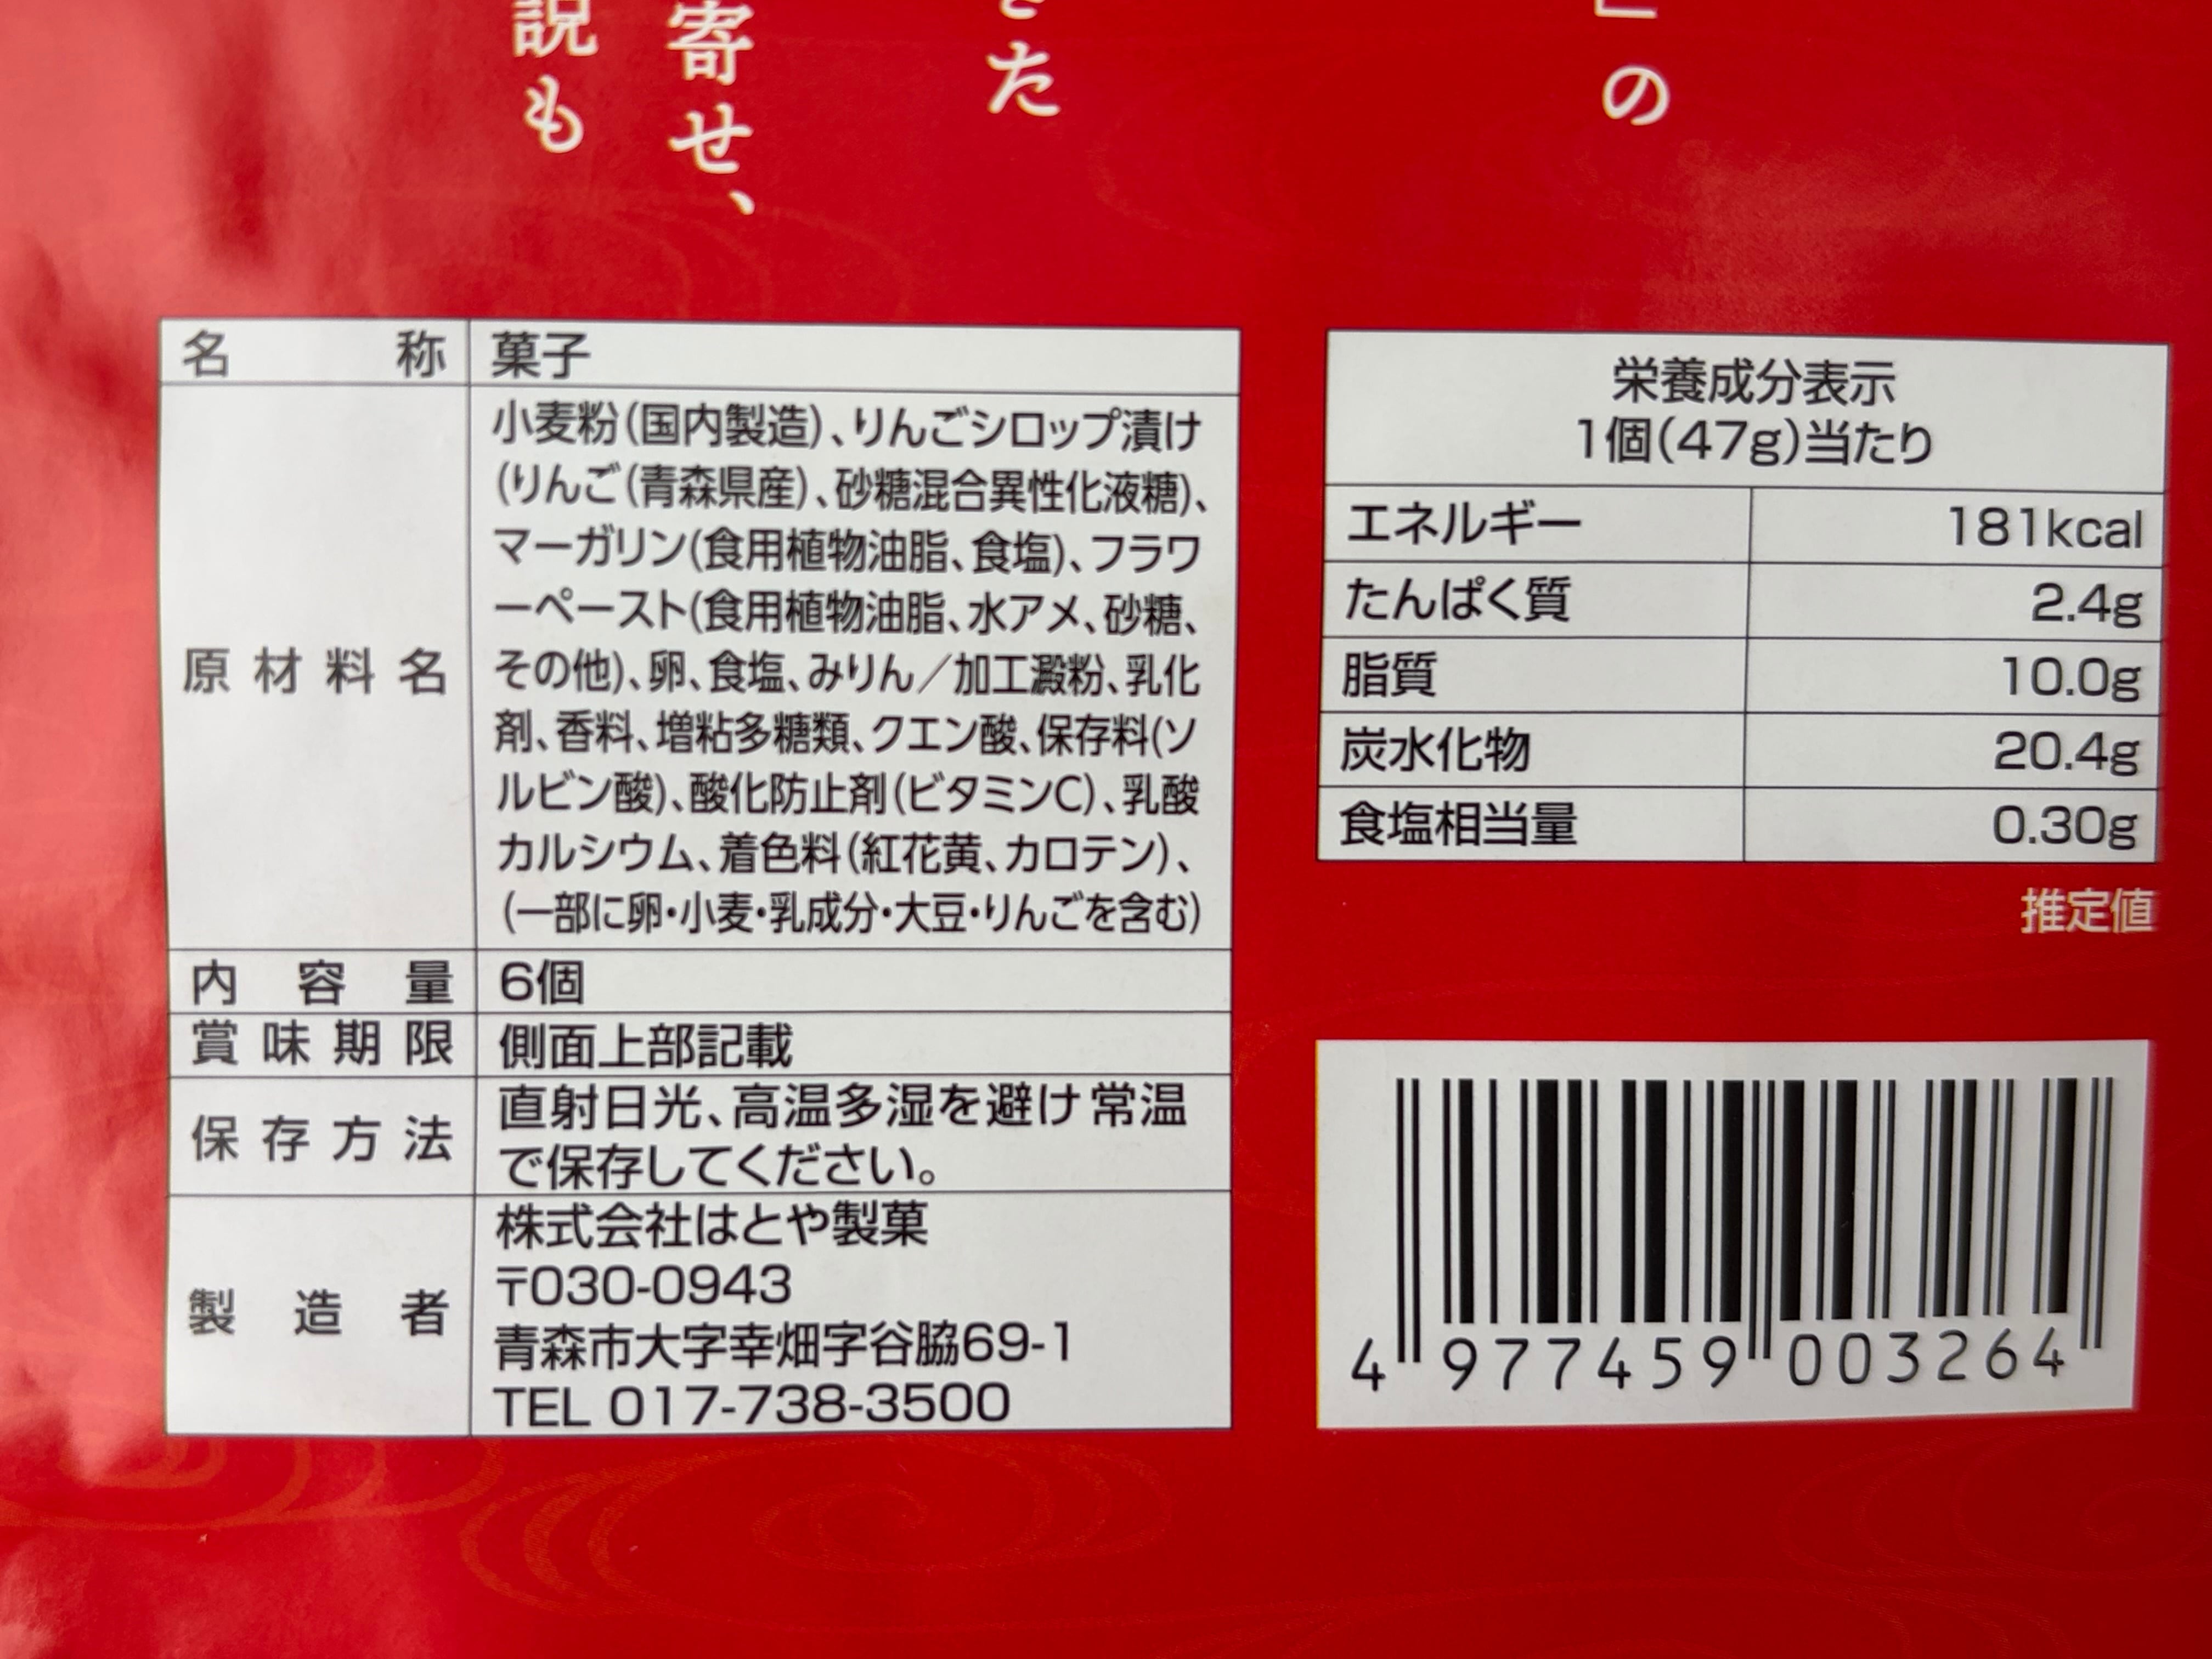 」の
きた
寄せ、
説も
名称 菓子
原材料名 小麦粉(国内製造)、りんごシロップ漬け
(りんご(青森県産)、砂糖混合異性化液糖)、
マーガリン(食用植物油脂、食塩)、フラワ
ーペースト(食用植物油脂、水アメ、砂糖、
その他)、卵、食塩、みりん/加工澱粉、乳化
剤、香料、増粘多糖類、クエン酸、保存料(ソ
ルビン酸)、酸化防止剤(ビタミンC)、乳酸
カルシウム、着色料(紅花黄、カロテン)、
(一部に卵・小麦・乳成分・大豆・りんごを含む)
内容量 6個
賞味期限 側面上部記載
保存方法 直射日光、高温多湿を避け常温
で保存してください。
製造者 株式会社はとや製菓
〒030-0943
青森市大字幸畑字谷脇69-1
TEL 017-738-3500
栄養成分表示
1個(47g)当たり
エネルギー 181kcal
たんぱく質 2.4g
脂質 10.0g
炭水化物 20.4g
食塩相当量 0.30g
推定値
4 977459 003264